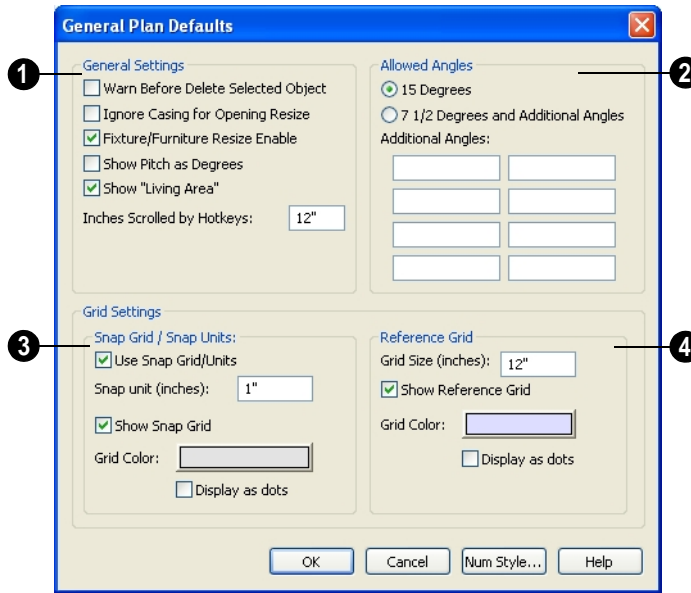 General Plan Defaults
1
General Settings
Warn Before Delete Selected Object
Ignore Casing for Opening Resize
Fixture/Furniture Resize Enable
Show Pitch as Degrees
Show "Living Area"
Inches Scrolled by Hotkeys: 12"
2
Allowed Angles
15 Degrees
7 1/2 Degrees and Additional Angles
Additional Angles:
Grid Settings
3
Snap Grid / Snap Units:
Use Snap Grid/Units
Snap unit (inches): 1"
Show Snap Grid
Grid Color:
Display as dots
4
Reference Grid
Grid Size (inches): 12"
Show Reference Grid
Grid Color:
Display as dots
OK Cancel Num Style... Help